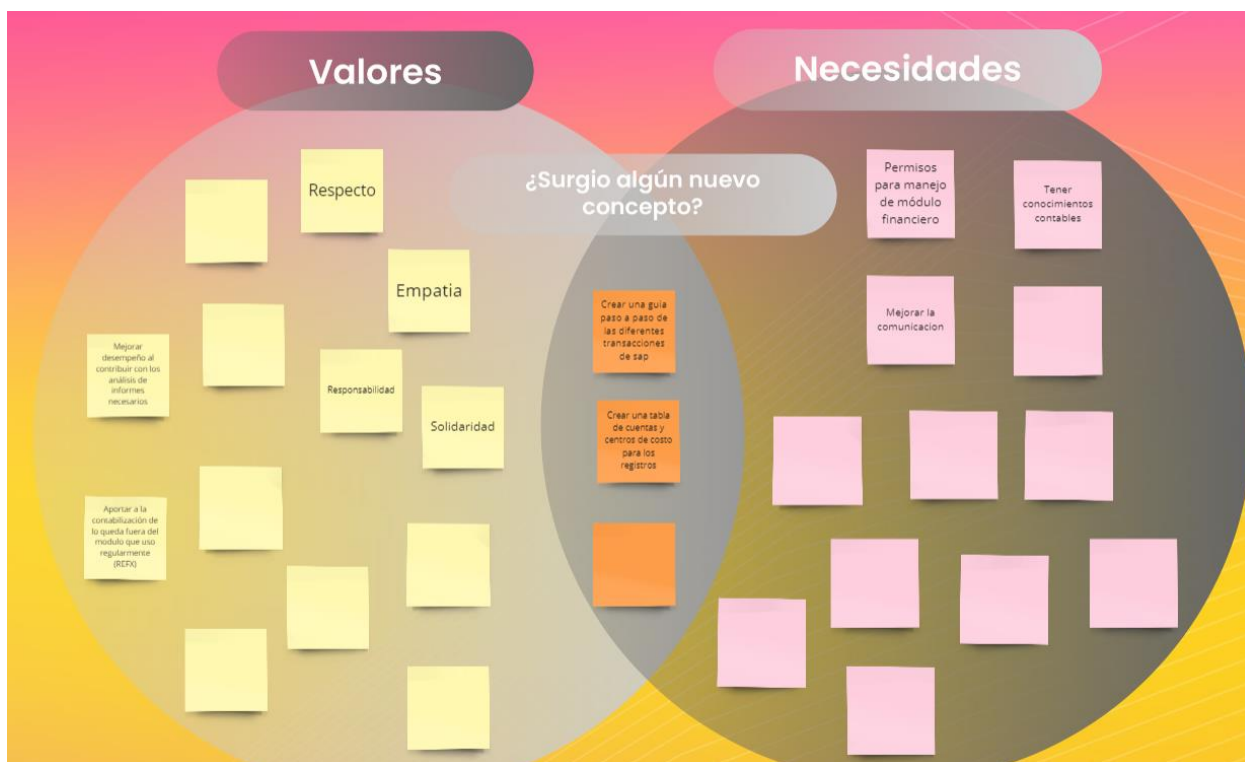 Valores
Necesidades
¿Surgio algún nuevo
concepto?
Respecto
Empatia
Mejorar
desempeño al
contribuir con los
análisis de
informes
necesarios
Responsabilidad
Solidaridad
Aportar a la
contabilización de
lo queda fuera del
modulo que uso
regularmente
(REFX)
Crear una guia
paso a paso de
las diferentes
transacciones
de sap
Crear una tabla
de cuentas y
centros de costo
para los
registros
Permisos
para manejo
de módulo
financiero
Tener
conocimientos
contables
Mejorar la
comunicacion